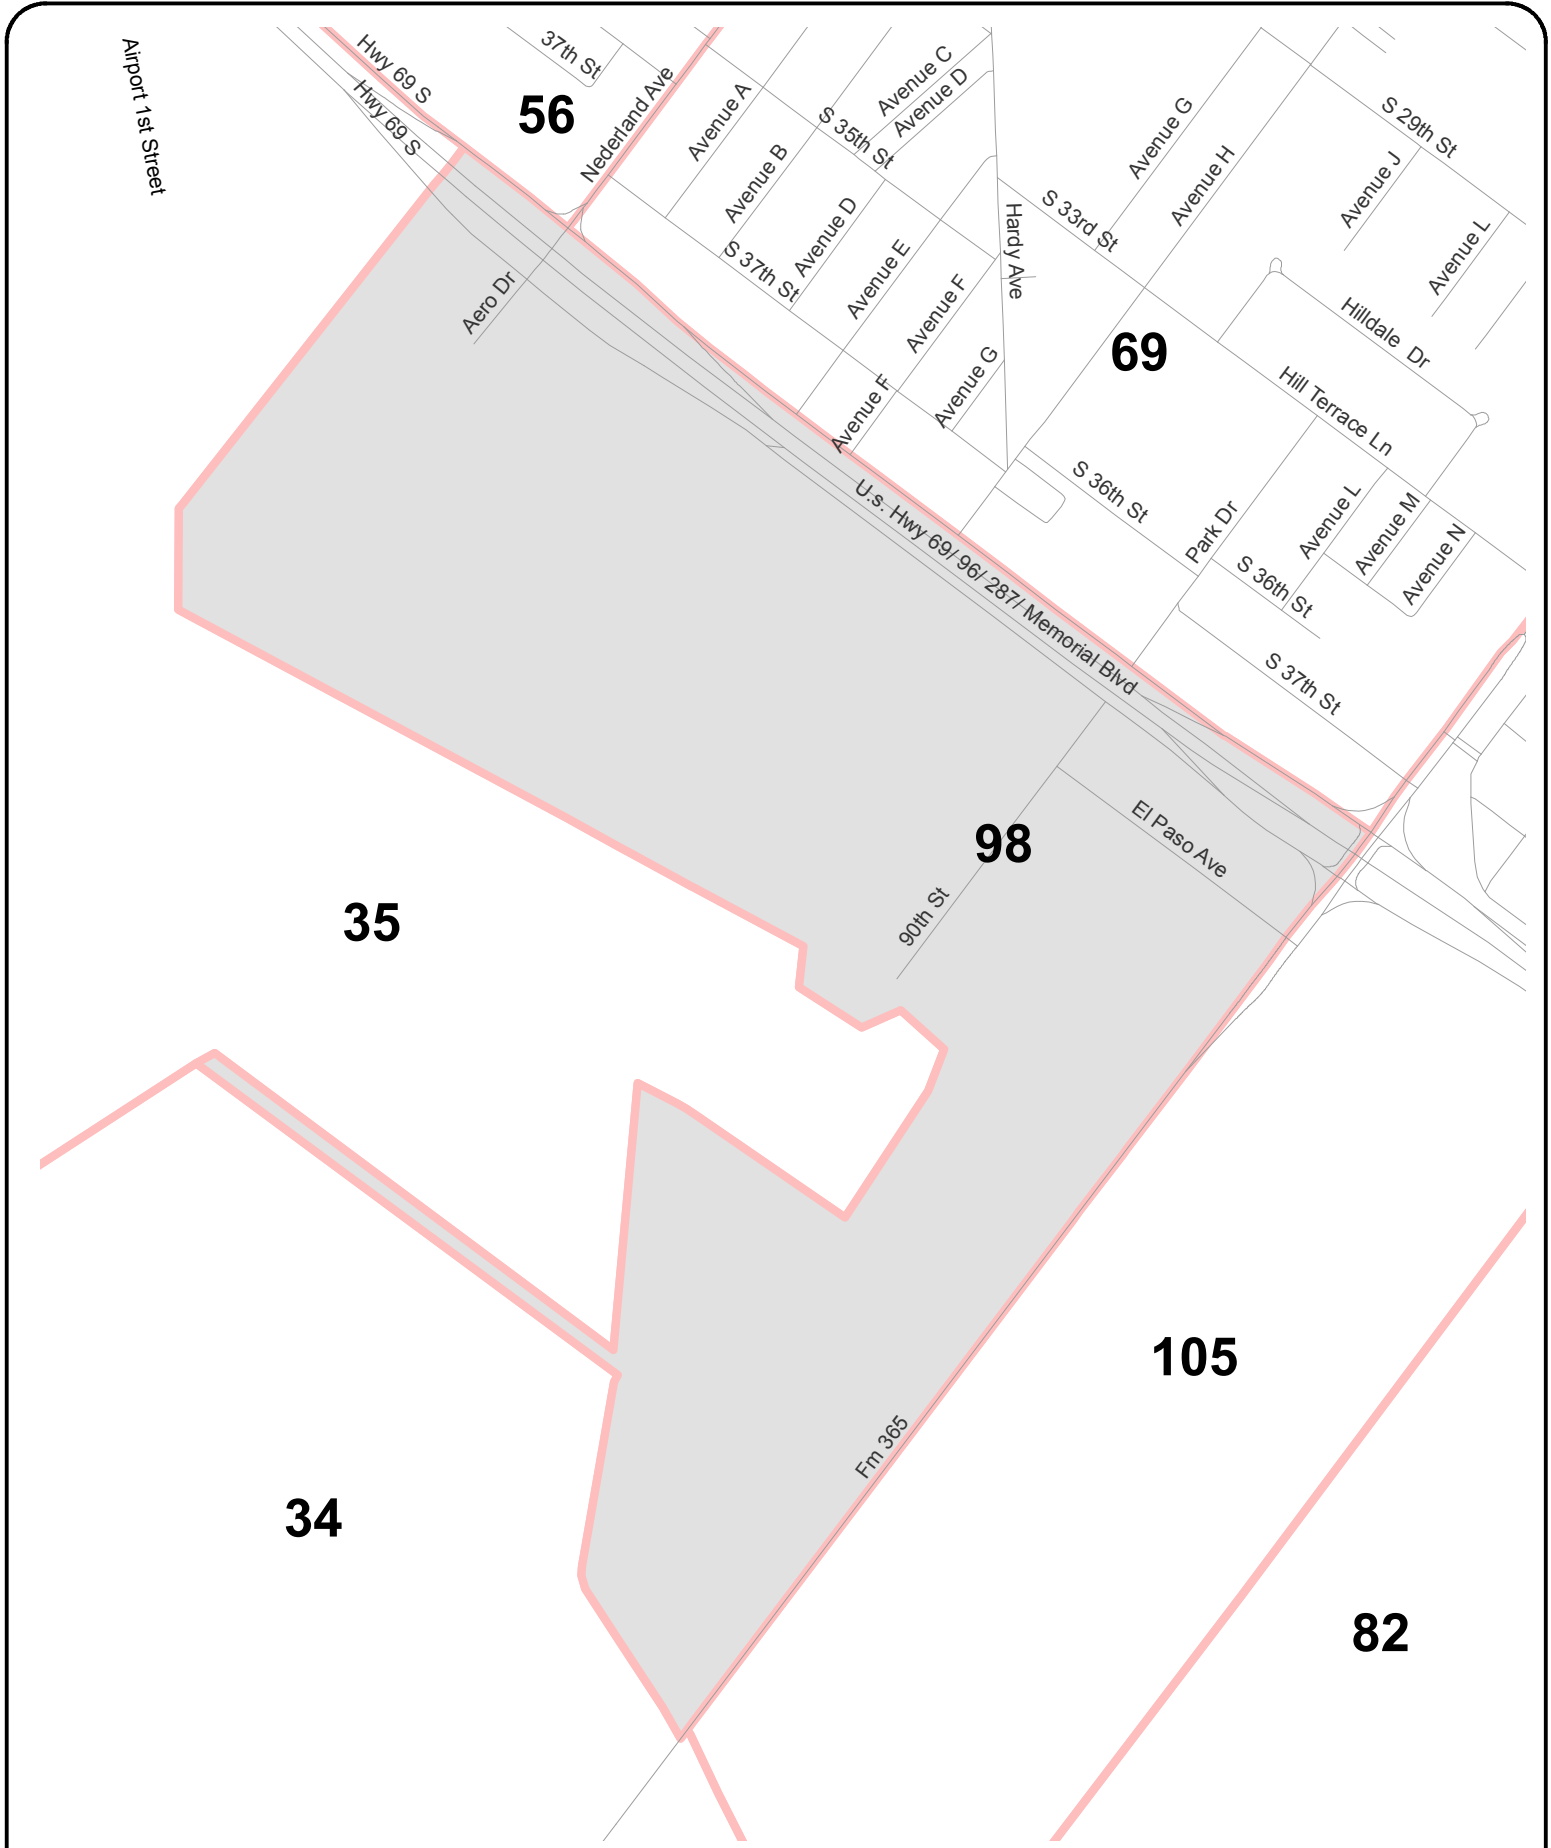 Airport 1st Street
Hwy 69 S
Hwy 69 S
37th St
56
Nederland Ave
Avenue A
Avenue B
Avenue C
Avenue D
S 35th St
Avenue D
S 37th St
Avenue E
Avenue F
Avenue F
Avenue G
Hardy Ave
S 33rd St
Avenue G
Avenue H
S 29th St
Avenue J
Avenue L
Hilldale Dr
69
Hill Terrace Ln
Aero Dr
S 36th St
Park Dr
Avenue L
Avenue M
Avenue N
S 36th St
S 37th St
U.s. Hwy 69/ 96/ 287/ Memorial Blvd
El Paso Ave
98
90th St
35
105
Fm 365
34
82